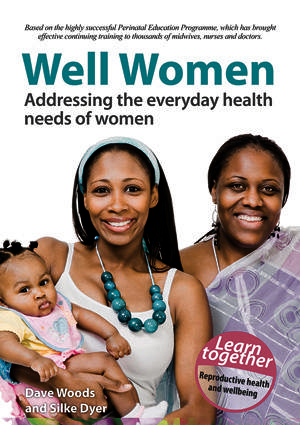 Based on the highly successful Perinatal Education Programme, which has brought
effective continuing training to thousands of midwives, nurses and doctors.
Well Women
Addressing the everyday health
needs of women
Learn
together
Reproductive health
and wellbeing
Dave Woods
and Silke Dyer